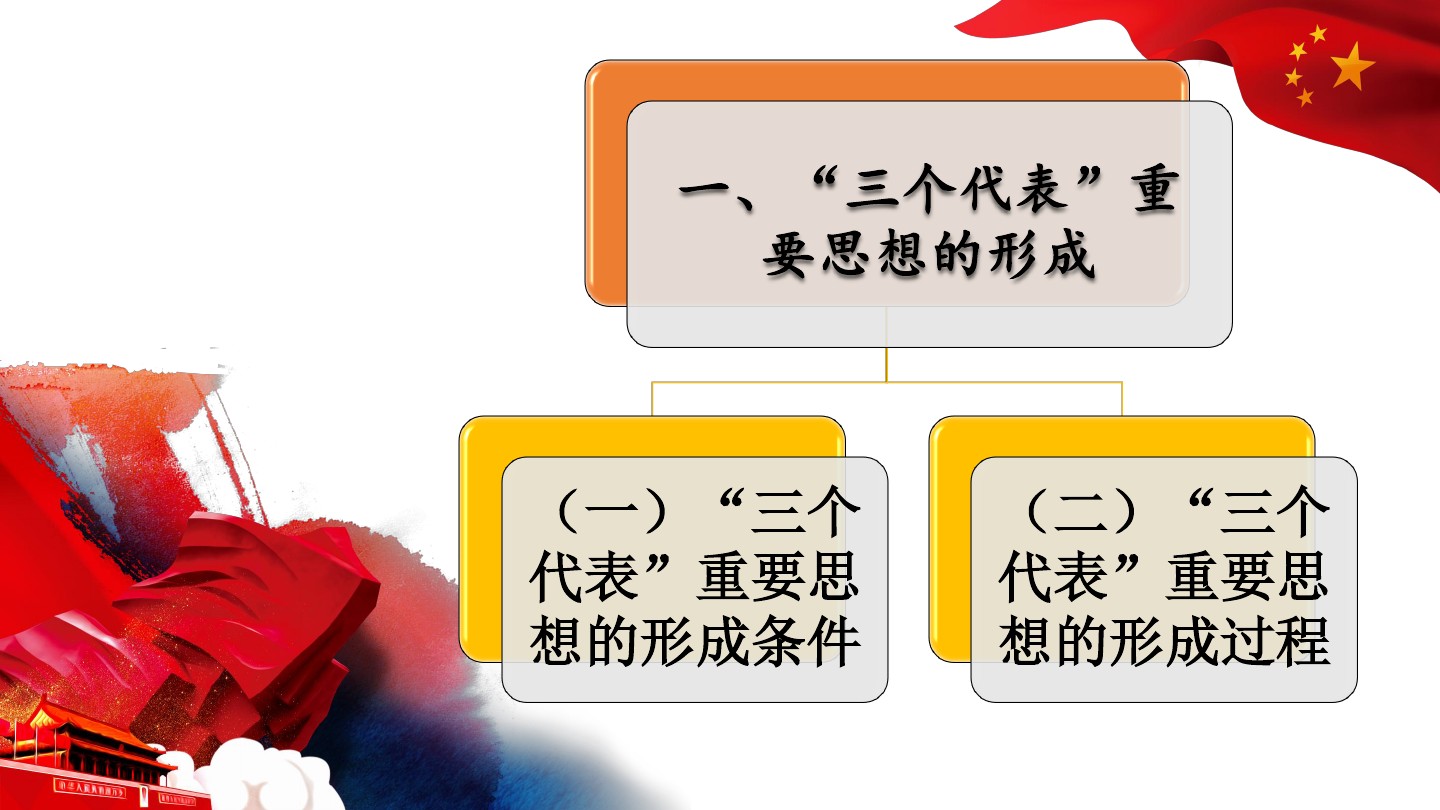 一、“三个代表”重
要思想的形成
（一）“三个
代表”重要思
想的形成条件
（二）“三个
代表”重要思
想的形成过程